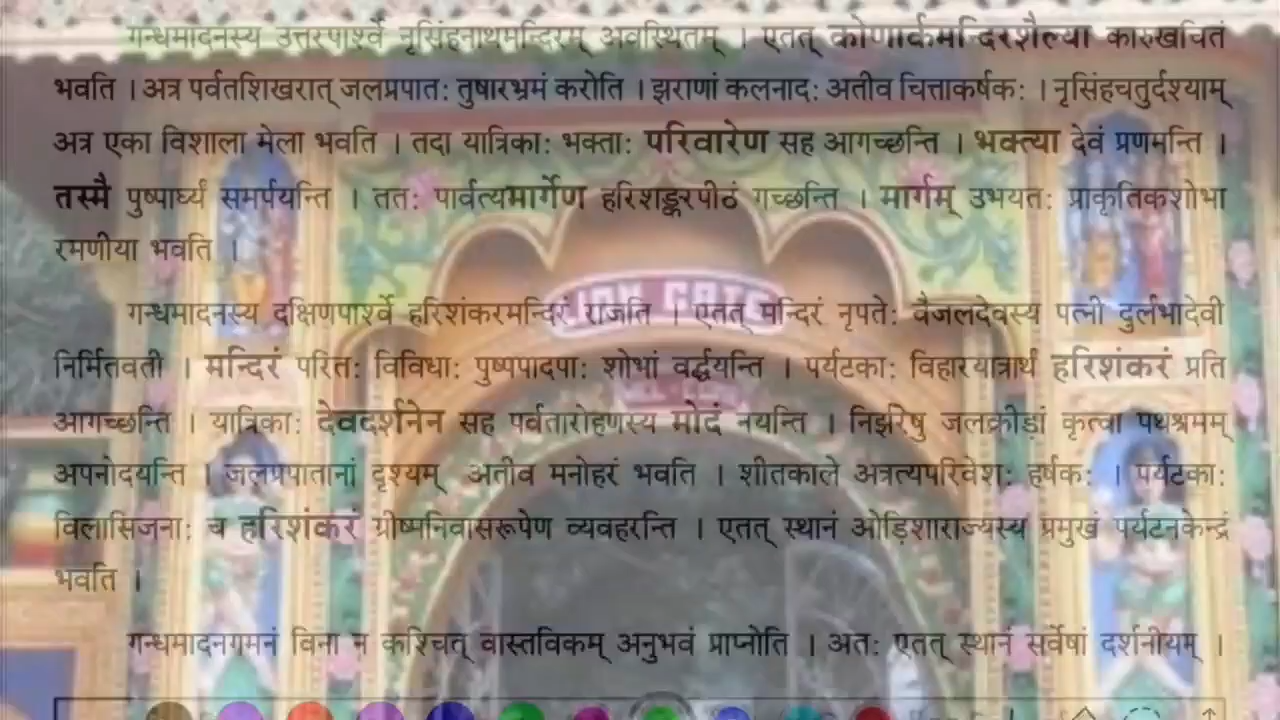 गन्धमादनस्य उत्तरपार्श्वे नृसिंहनाथमन्दिरम् अवस्थितम् । एतत् कोणार्कमन्दिरशैल्या कारुखचितं
भवति । अत्र पर्वतशिखरात् जलप्रपातः तुषारभ्रमं करोति । झराणां कलनादः अतीव चित्ताकर्षकः । नृसिंहचतुर्दश्याम्
अत्र एका विशाला मेला भवति । तदा यात्रिकाः भक्ताः परिवारेण सह आगच्छन्ति । भक्त्या देवं प्रणमन्ति ।
तस्मै पुष्पार्घ्यं समर्पयन्ति । ततः पार्वत्यमार्गेण हरिशङ्करपीठं गच्छन्ति । मार्गम् उभयतः प्राकृतिकशोभा
रमणीया भवति ।
गन्धमादनस्य दक्षिणपार्श्वे हरिशंकरमन्दिरं राजति । एतत् मन्दिरं नृपतेः वैजलदेवस्य पत्नी दुर्लभादेवी
निर्मितवती । मन्दिरं परितः विविधाः पुष्पपादपाः शोभां वर्द्धयन्ति । पर्यटकाः विहारयात्रार्थं हरिशंकरं प्रति
आगच्छन्ति । यात्रिकाः देवदर्शनेन सह पर्वतारोहणस्य मोदं नयन्ति । निर्झरेषु जलक्रीडां कृत्वा पथश्रमम्
अपनोदयन्ति । जलप्रपातानां दृश्यम् अतीव मनोहरं भवति । शीतकाले अत्रत्यपरिवेशः हर्षकः । पर्यटकाः
विलासिजनाः च हरिशंकरं ग्रीष्मनिवासरूपेण व्यवहरन्ति । एतत् स्थानं ओड़िशाराज्यस्य प्रमुखं पर्यटनकेन्द्रं
भवति ।
गन्धमादनगमनं विना न कश्चित् वास्तविकम् अनुभवं प्राप्नोति । अतः एतत् स्थानं सर्वेषां दर्शनीयम् ।
LION GATE